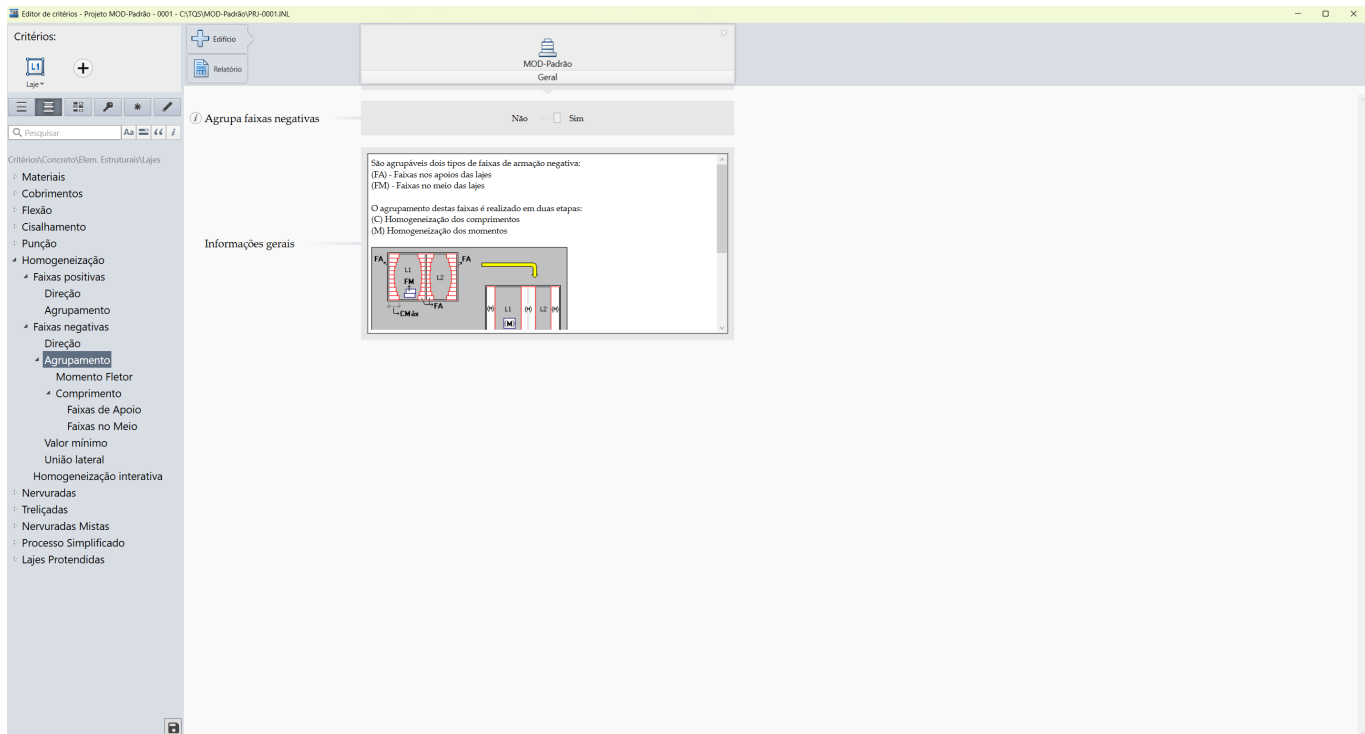 Editor de critérios - Projeto MOD-Padrão - 0001 - C:\TQS\MOD-Padrão\PRJ-0001.INL
Critérios:
L1
Laje
Edifício
Relatório
MOD-Padrão
Geral
Pesquisar
Aa
Critérios\Concreto\Elem. Estruturais\Lajes
Materiais
Cobrimentos
Flexão
Cisalhamento
Punção
Homogeneização
Faixas positivas
Direção
Agrupamento
Faixas negativas
Direção
Agrupamento
Momento Fletor
Comprimento
Faixas de Apoio
Faixas no Meio
Valor mínimo
União lateral
Homogeneização interativa
Nervuradas
Treliçadas
Nervuradas Mistas
Processo Simplificado
Lajes Protendidas
Agrupa faixas negativas
Não Sim
Informações gerais
São agrupáveis dois tipos de faixas de armação negativa:
(FA) - Faixas nos apoios das lajes
(FM) - Faixas no meio das lajes
O agrupamento destas faixas é realizado em duas etapas:
(C) Homogeneização dos comprimentos
(M) Homogeneização dos momentos
FA FA
L1 L2
FM
FA
CMáx
(M) L1 (M) L2 (M)
(M)